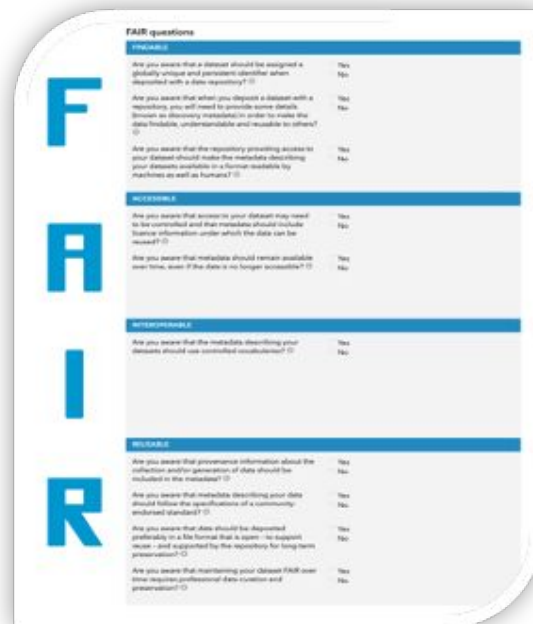 FAIR questions
F
FINDABLE
Are you aware that a dataset should be assigned a
globally unique and persistent identifier when
deposited with a data repository?
Yes
No
Are you aware that when you deposit a dataset with a
repository, you will need to provide some details
(known as discovery metadata) in order to make the
data findable, understandable and reusable to others?
Yes
No
Are you aware that the repository providing access to
your dataset should make the metadata describing
your datasets available in a format readable by
machines as well as humans?
Yes
No
A
ACCESSIBLE
Are you aware that access to your dataset may need
to be controlled and that metadata should include
licence information under which the data can be
reused?
Yes
No
Are you aware that metadata should remain available
over time, even if the data is no longer accessible?
Yes
No
I
INTEROPERABLE
Are you aware that the metadata describing your
datasets should use controlled vocabularies?
Yes
No
R
REUSABLE
Are you aware that provenance information about the
collection and/or generation of data should be
included in the metadata?
Yes
No
Are you aware that metadata describing your data
should follow the specifications of a community
endorsed standard?
Yes
No
Are you aware that data should be deposited
preferably in a file format that is open - to support
reuse - and supported by the repository for long-term
preservation?
Yes
No
Are you aware that maintaining your dataset FAIR over
time requires professional data curation and
preservation?
Yes
No